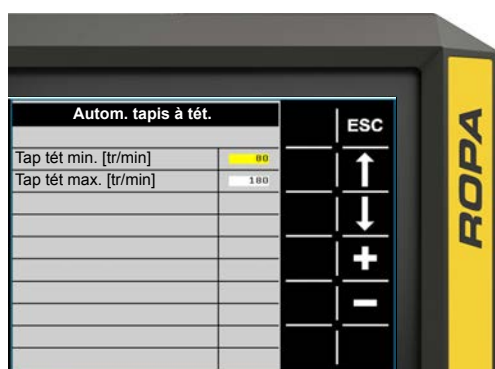 Autom. tapis à tét.
ESC
Tap tét min. [tr/min] 80
Tap tét max. [tr/min] 180
ROPA